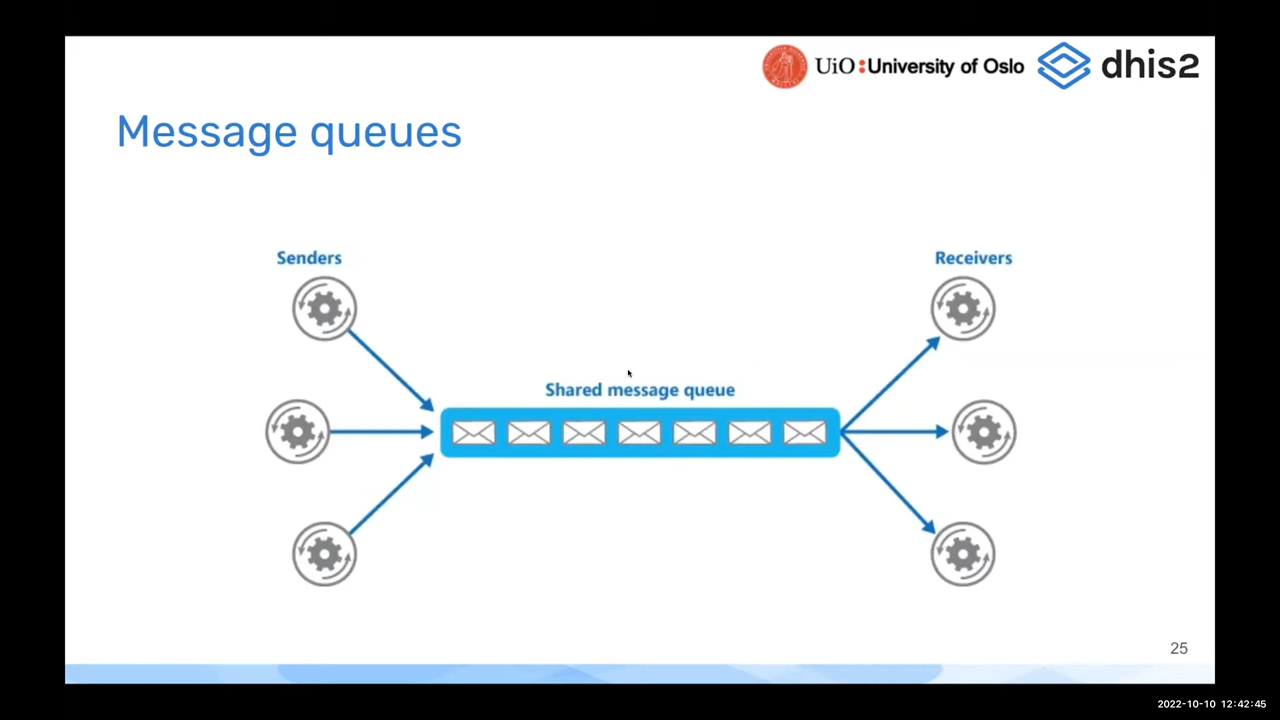 UiO:University of Oslo dhis2
Message queues
Senders
Receivers
Shared message queue
25
2022-10-10 12:42:45